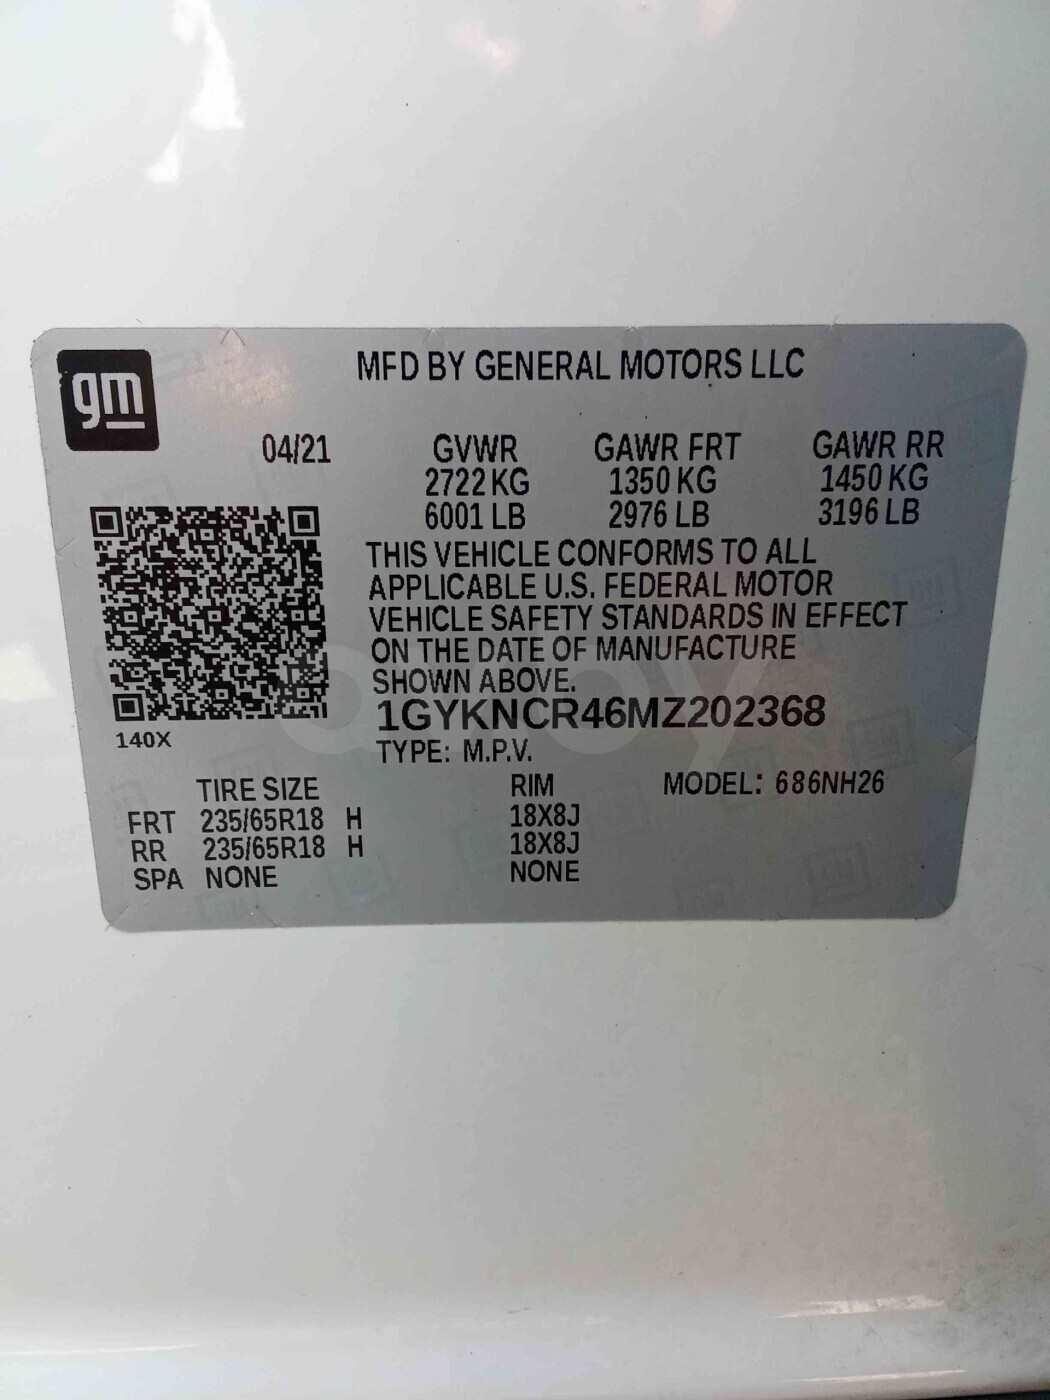 gm
MFD BY GENERAL MOTORS LLC
04/21 GVWR GAWR FRT GAWR RR
2722 KG 1350 KG 1450 KG
6001 LB 2976 LB 3196 LB
THIS VEHICLE CONFORMS TO ALL
APPLICABLE U.S. FEDERAL MOTOR
VEHICLE SAFETY STANDARDS IN EFFECT
ON THE DATE OF MANUFACTURE
SHOWN ABOVE.
1GYKNCR46MZ202368
140X
TYPE: M.P.V.
TIRE SIZE RIM MODEL: 686NH26
FRT 235/65R18 H 18X8J
RR 235/65R18 H 18X8J
SPA NONE NONE